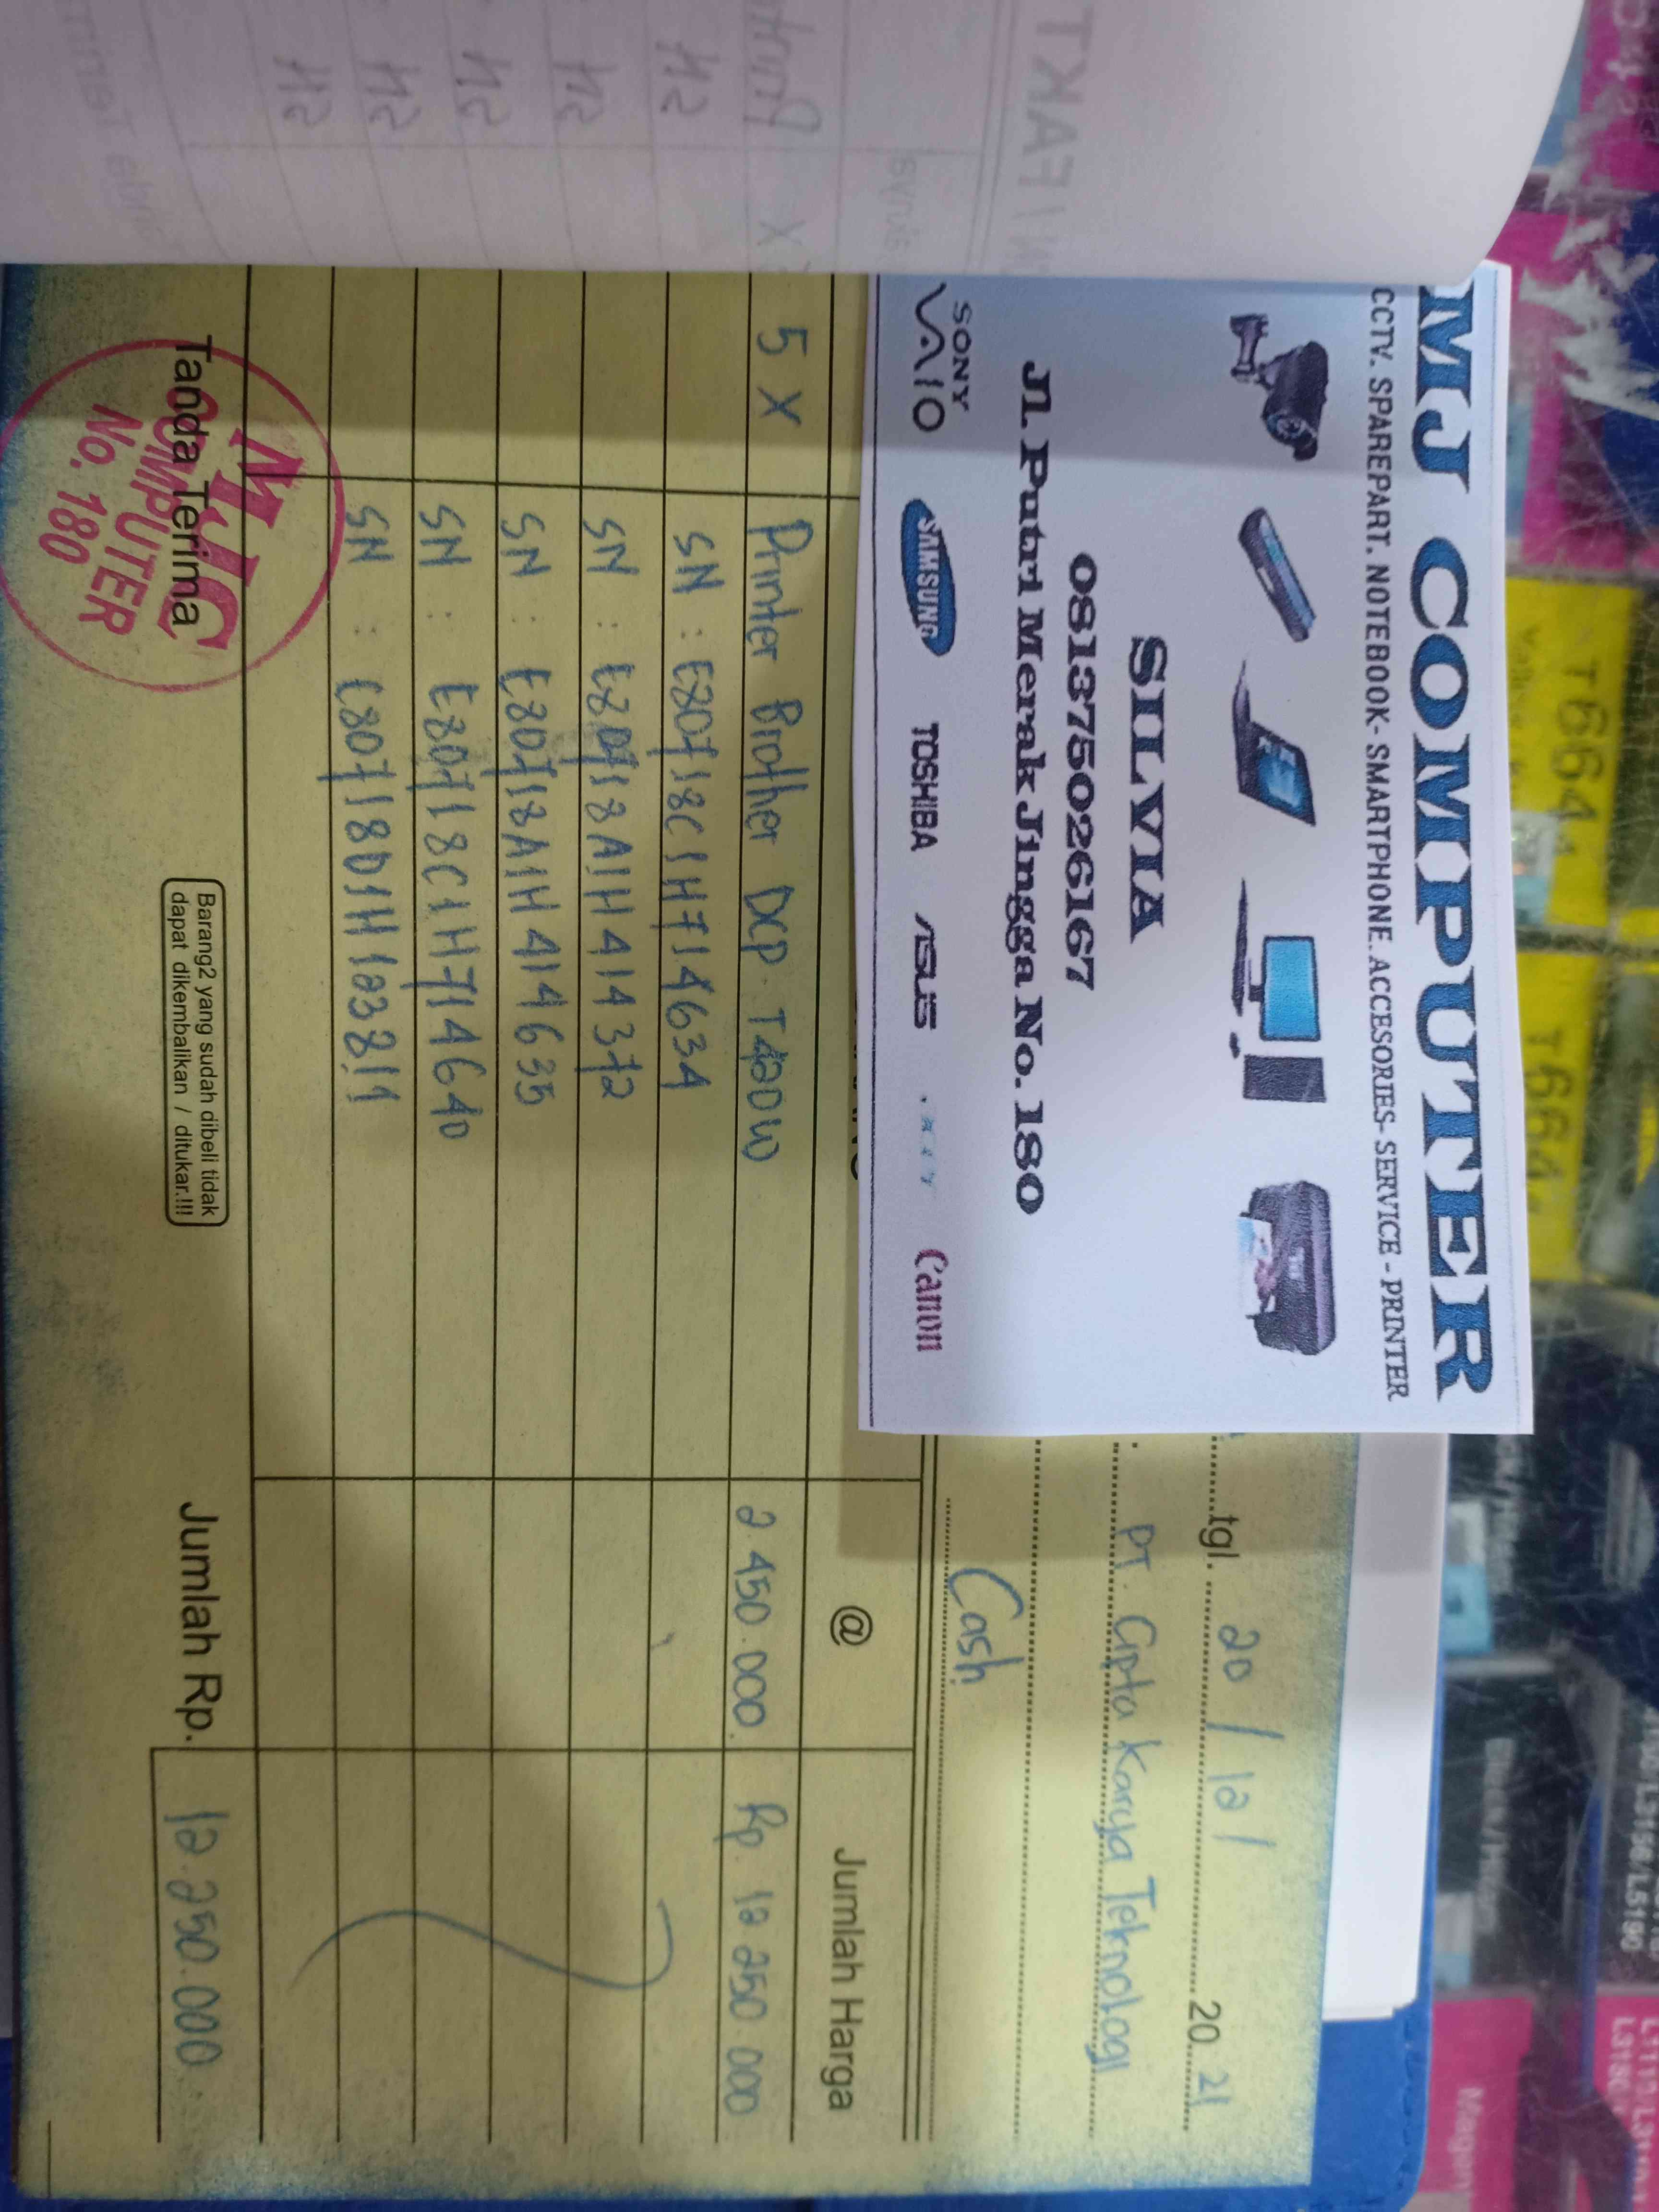 MJ COMPUTER
CCTV. SPAREPART. NOTEBOOK- SMARTPHONE. ACCESORIES- SERVICE - PRINTER
SILVIA
081375026167
Jl. Putri Merak Jingga No. 180
SONY
VAIO SAMSUNG TOSHIBA ASUS Canon
tgl. 20 / 12 / 20 21
PT. Cipta Karya Teknologi
Cash
@ Jumlah Harga
5 X Printer Brother DCP T420W 2.450.000. Rp 12 250 000
SN : E80718C1H714634
SN : E80718A1H414372
SN : E80718A1H414635
SN : E80718C1H714640
SN : E80718D1H123811
Tanda Terima
MJC
COMPUTER
No. 180
Barang2 yang sudah dibeli tidak
dapat dikembalikan / ditukar.!!!
Jumlah Rp. 12.250.000
T6644
T6644